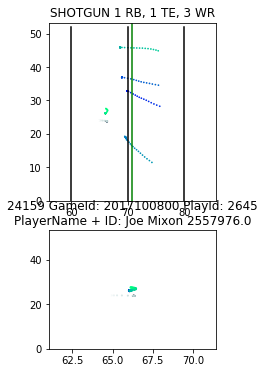 SHOTGUN 1 RB, 1 TE, 3 WR
50
40
30
20
10
0
60 70 80
24159 GameId: 2017100800 PlayId: 2645
PlayerName + ID: Joe Mixon 2557976.0
40
20
0
62.5 65.0 67.5 70.0